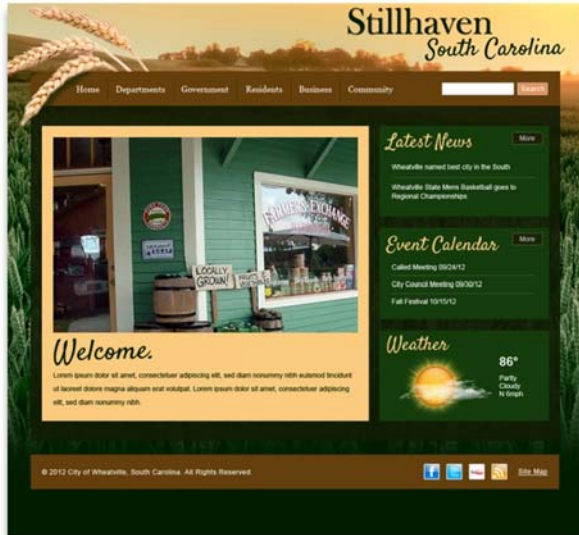 Stillhaven
South Carolina
Home Departments Government Residents Business Community
Search
Latest News
More
Wheatville named best city in the South
Wheatville State Mens Basketball goes to
Regional Championships
FARMERS EXCHANGE
LOCALLY
GROWN!
Event Calendar
More
Called Meeting 09/24/12
City Council Meeting 09/30/12
Fall Festival 10/15/12
Welcome.
Lorem ipsum dolor sit amet, consectetuer adipiscing elit, sed diam nonummy nibh euismod tincidunt
ut laoreet dolore magna aliquam erat volutpat. Lorem ipsum dolor sit amet, consectetuer adipiscing
elit, sed diam nonummy nibh.
Weather
86°
Partly
Cloudy
N 6mph
© 2012 City of Wheatville, South Carolina. All Rights Reserved.
Site Map